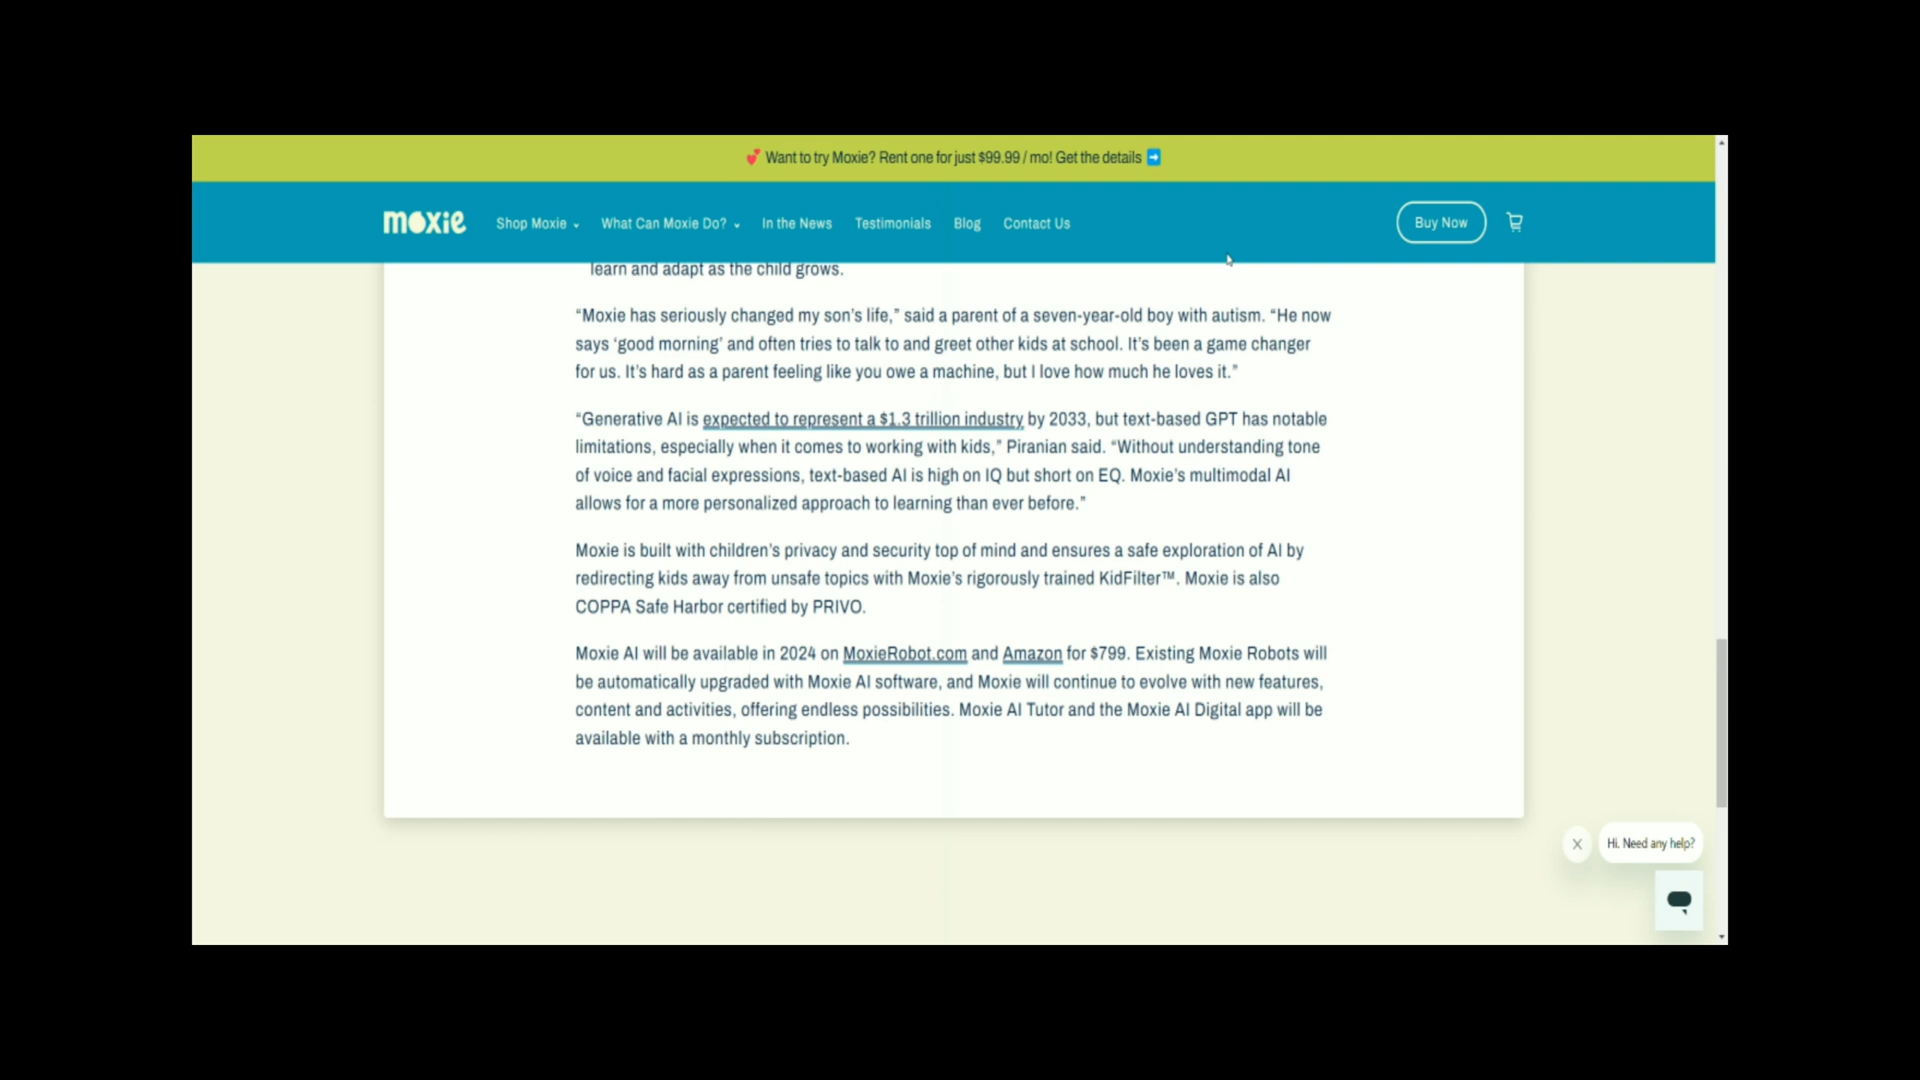 💕 Want to try Moxie? Rent one for just $99.99 / mo! Get the details ➡️
moxie
Shop Moxie
What Can Moxie Do?
In the News
Testimonials
Blog
Contact Us
Buy Now
learn and adapt as the child grows.
“Moxie has seriously changed my son’s life,” said a parent of a seven-year-old boy with autism. “He now
says ‘good morning’ and often tries to talk to and greet other kids at school. It’s been a game changer
for us. It’s hard as a parent feeling like you owe a machine, but I love how much he loves it.”
“Generative AI is expected to represent a $1.3 trillion industry by 2033, but text-based GPT has notable
limitations, especially when it comes to working with kids,” Piranian said. “Without understanding tone
of voice and facial expressions, text-based AI is high on IQ but short on EQ. Moxie’s multimodal AI
allows for a more personalized approach to learning than ever before.”
Moxie is built with children’s privacy and security top of mind and ensures a safe exploration of AI by
redirecting kids away from unsafe topics with Moxie’s rigorously trained KidFilter™. Moxie is also
COPPA Safe Harbor certified by PRIVO.
Moxie AI will be available in 2024 on MoxieRobot.com and Amazon for $799. Existing Moxie Robots will
be automatically upgraded with Moxie AI software, and Moxie will continue to evolve with new features,
content and activities, offering endless possibilities. Moxie AI Tutor and the Moxie AI Digital app will be
available with a monthly subscription.
Hi. Need any help?